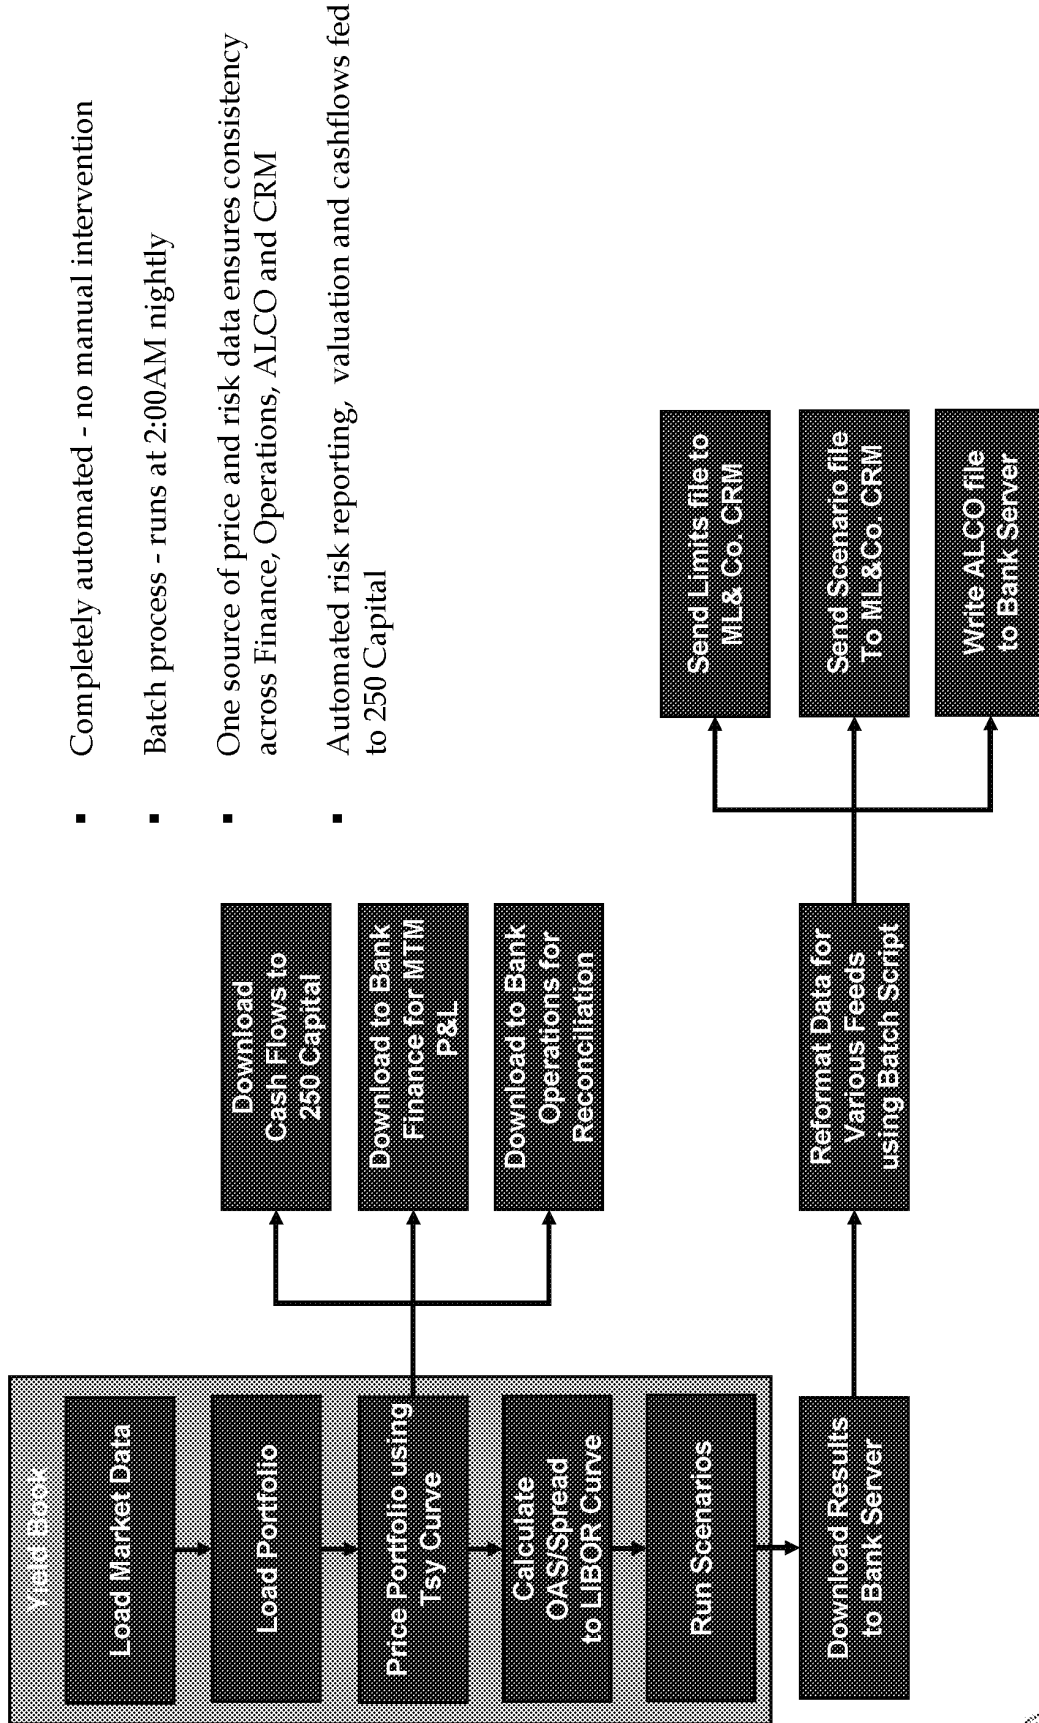 Yield Book
Load Market Data
Load Portfolio
Price Portfolio using
Tsy Curve
Calculate
OAS/Spread
to LIBOR Curve
Run Scenarios
Download Results
to Bank Server
Download
Cash Flows to
250 Capital
Download to Bank
Finance for MTM
P&L
Download to Bank
Operations for
Reconciliation
Reformat Data for
Various Feeds
using Batch Script
▪ Completely automated - no manual intervention
▪ Batch process - runs at 2:00AM nightly
▪ One source of price and risk data ensures consistency
across Finance, Operations, ALCO and CRM
▪ Automated risk reporting, valuation and cashflows fed
to 250 Capital
Send Limits file to
ML& Co. CRM
Send Scenario file
To ML&Co. CRM
Write ALCO file
to Bank Server